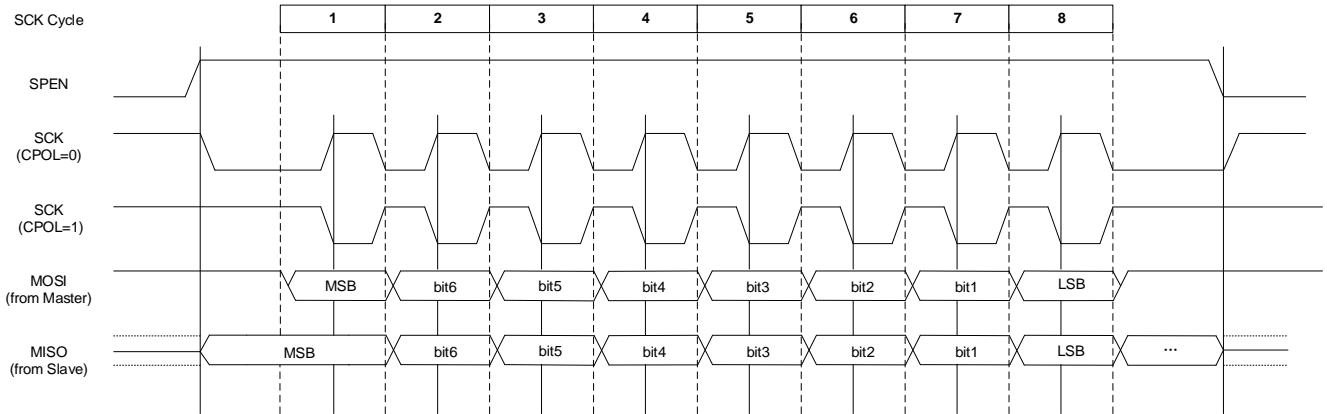 SCK Cycle 1 2 3 4 5 6 7 8
SPEN
SCK
(CPOL=0)
SCK
(CPOL=1)
MOSI
(from Master)
MSB bit6 bit5 bit4 bit3 bit2 bit1 LSB
MISO
(from Slave)
MSB bit6 bit5 bit4 bit3 bit2 bit1 LSB ...